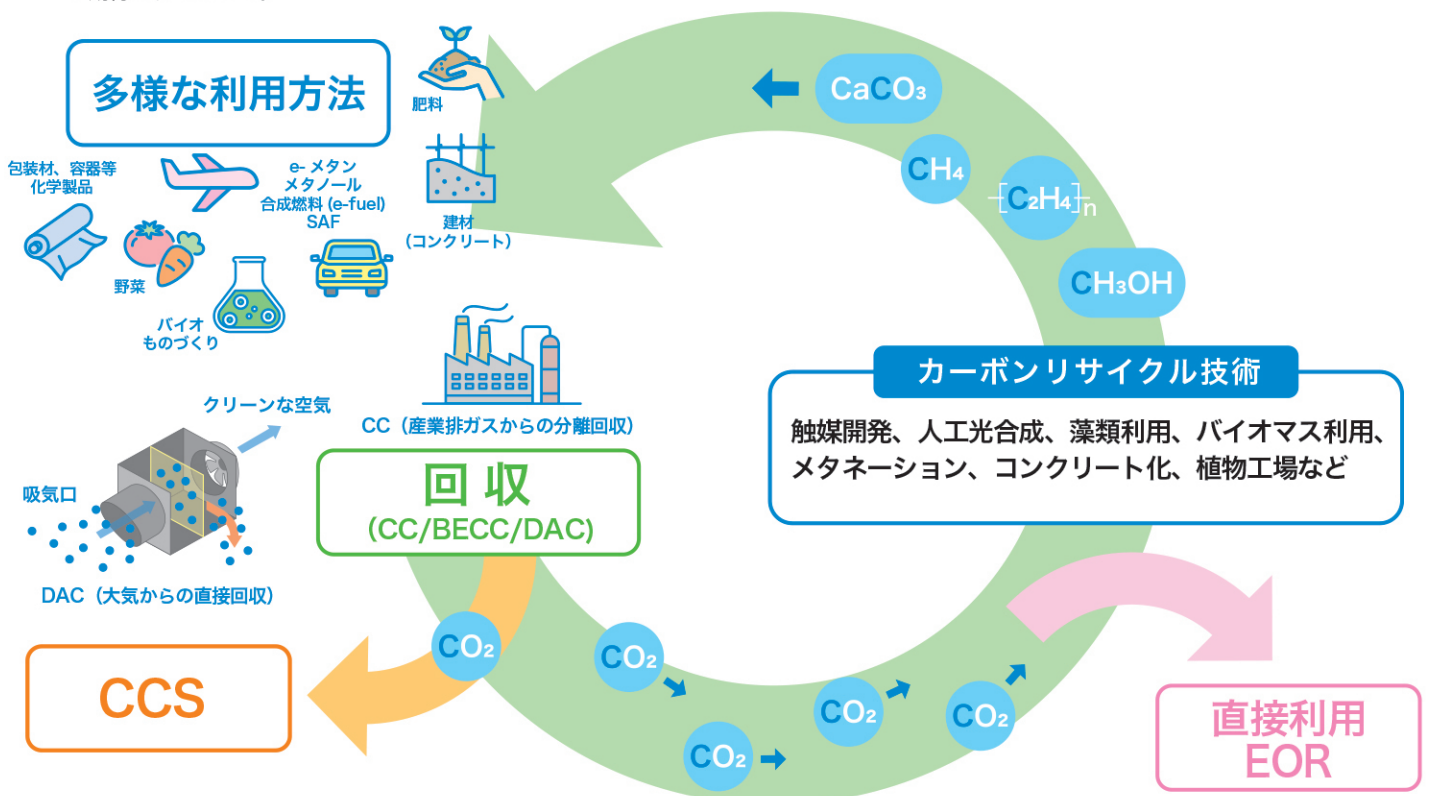 多様な利用方法
肥料
包装材、容器等
化学製品
e- メタン
メタノール
合成燃料 (e-fuel)
SAF
建材
（コンクリート）
野菜
バイオ
ものづくり
CaCO₃
CH₄
-[C₂H₄]-n
CH₃OH
カーボンリサイクル技術
触媒開発、人工光合成、藻類利用、バイオマス利用、
メタネーション、コンクリート化、植物工場など
CC（産業排ガスからの分離回収）
回収
(CC/BECC/DAC)
クリーンな空気
吸気口
DAC（大気からの直接回収）
CO₂
CCS
CO₂
CO₂
CO₂
CO₂
直接利用
EOR